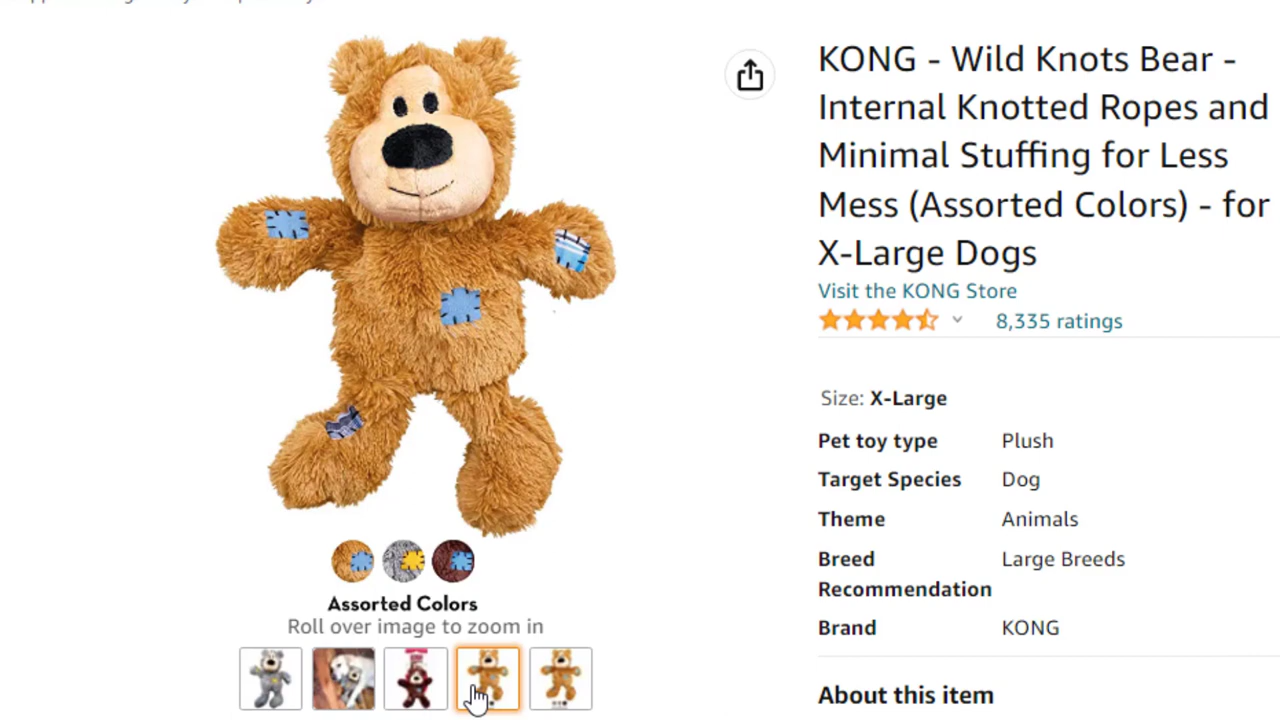 KONG - Wild Knots Bear -
Internal Knotted Ropes and
Minimal Stuffing for Less
Mess (Assorted Colors) - for
X-Large Dogs
Visit the KONG Store
8,335 ratings
Size: X-Large
Pet toy type Plush
Target Species Dog
Theme Animals
Breed Large Breeds
Recommendation
Brand KONG
About this item
Assorted Colors
Roll over image to zoom in